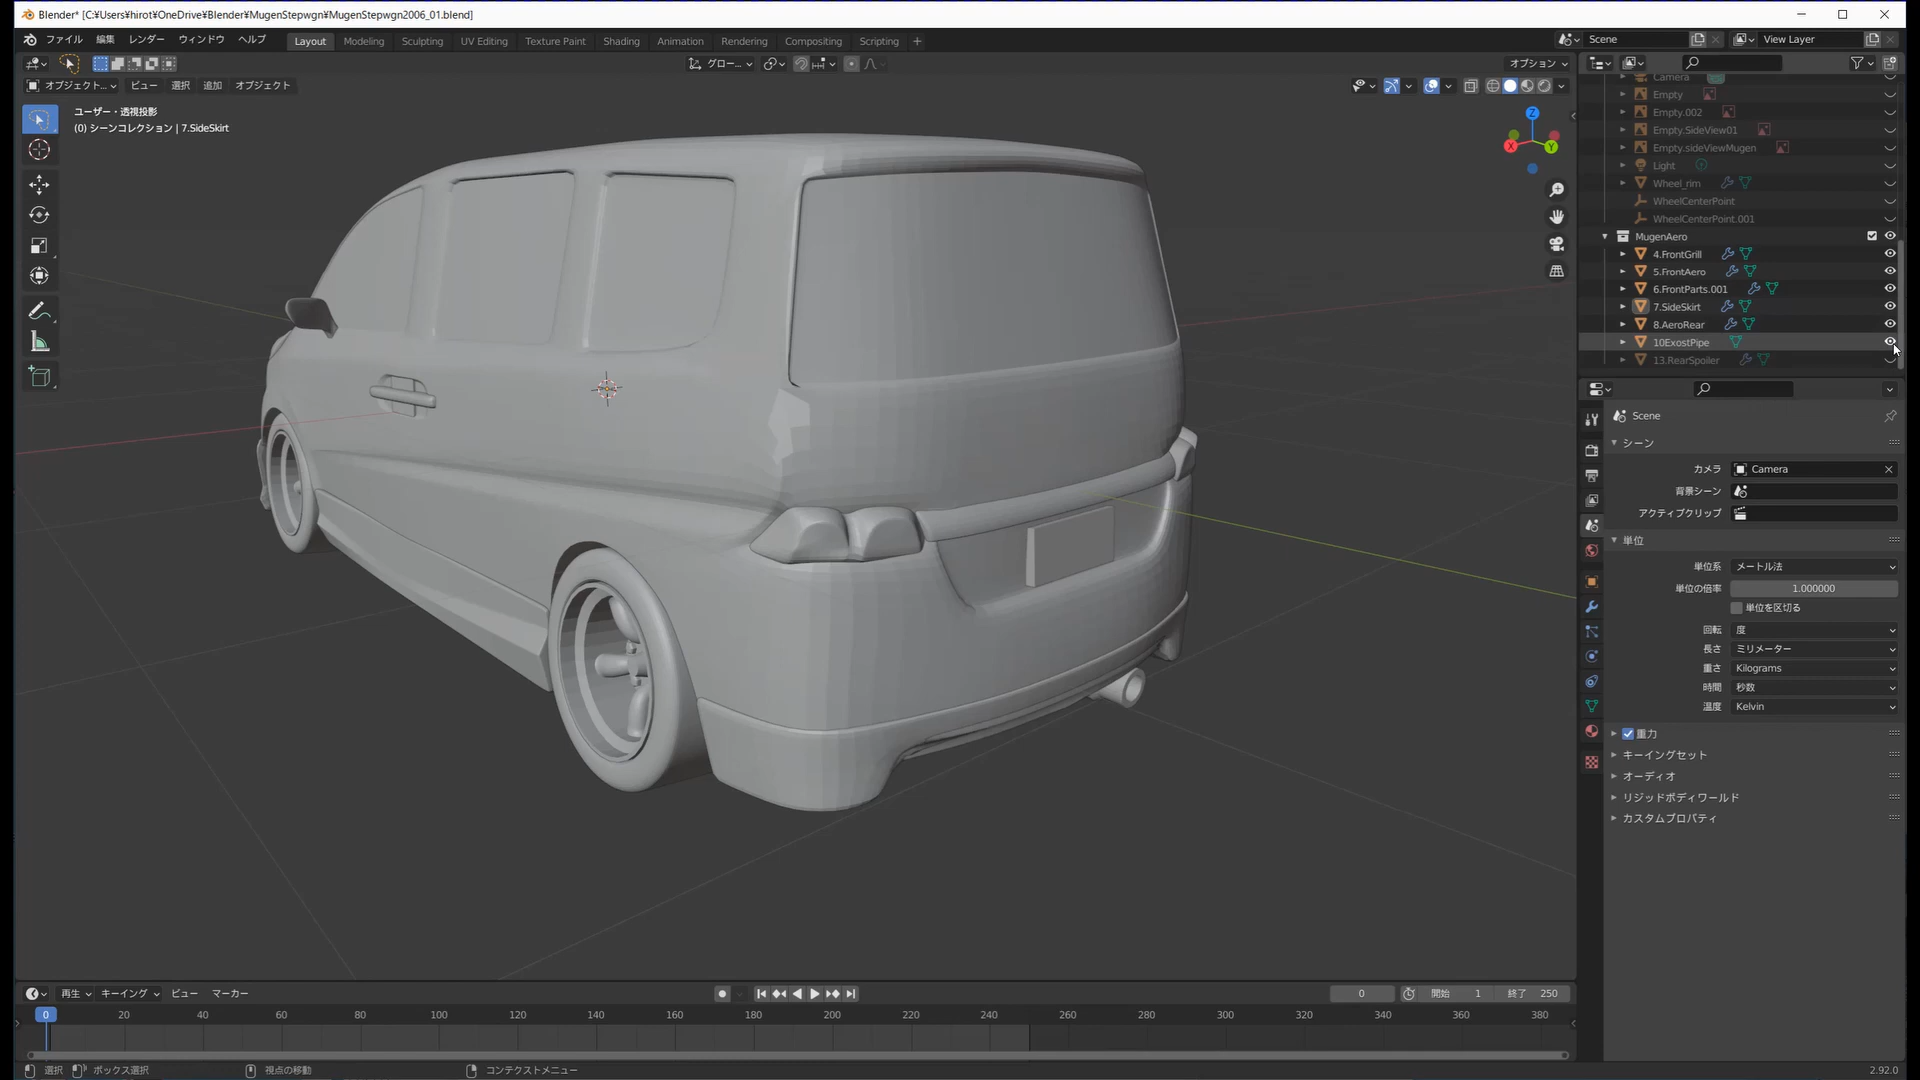 Blender* [C:¥Users¥hirot¥OneDrive¥Blender¥MugenStepwgn¥MugenStepwgn2006_01.blend]
ファイル 編集 レンダー ウィンドウ ヘルプ Layout Modeling Sculpting UV Editing Texture Paint Shading Animation Rendering Compositing Scripting + Scene View Layer
グロー... オプション
オブジェクト... ビュー 選択 追加 オブジェクト
ユーザー・透視投影
(0) シーンコレクション | 7.SideSkirt
Z
X
Y
Camera
Empty
Empty.002
Empty.SideView01
Empty.sideViewMugen
Light
Wheel_rim
WheelCenterPoint
WheelCenterPoint.001
MugenAero
4.FrontGrill
5.FrontAero
6.FrontParts.001
7.SideSkirt
8.AeroRear
10ExostPipe
13.RearSpoiler
Scene
シーン
カメラ Camera
背景シーン
アクティブクリップ
単位
単位系 メートル法
単位の倍率 1.000000
単位を区切る
回転 度
長さ ミリメーター
重さ Kilograms
時間 秒数
温度 Kelvin
重力
キーイングセット
オーディオ
リジッドボディワールド
カスタムプロパティ
再生 キーイング ビュー マーカー 0 開始 1 終了 250
0 20 40 60 80 100 120 140 160 180 200 220 240 260 280 300 320 340 360 380
選択 ボックス選択 視点の移動 コンテクストメニュー 2.92.0